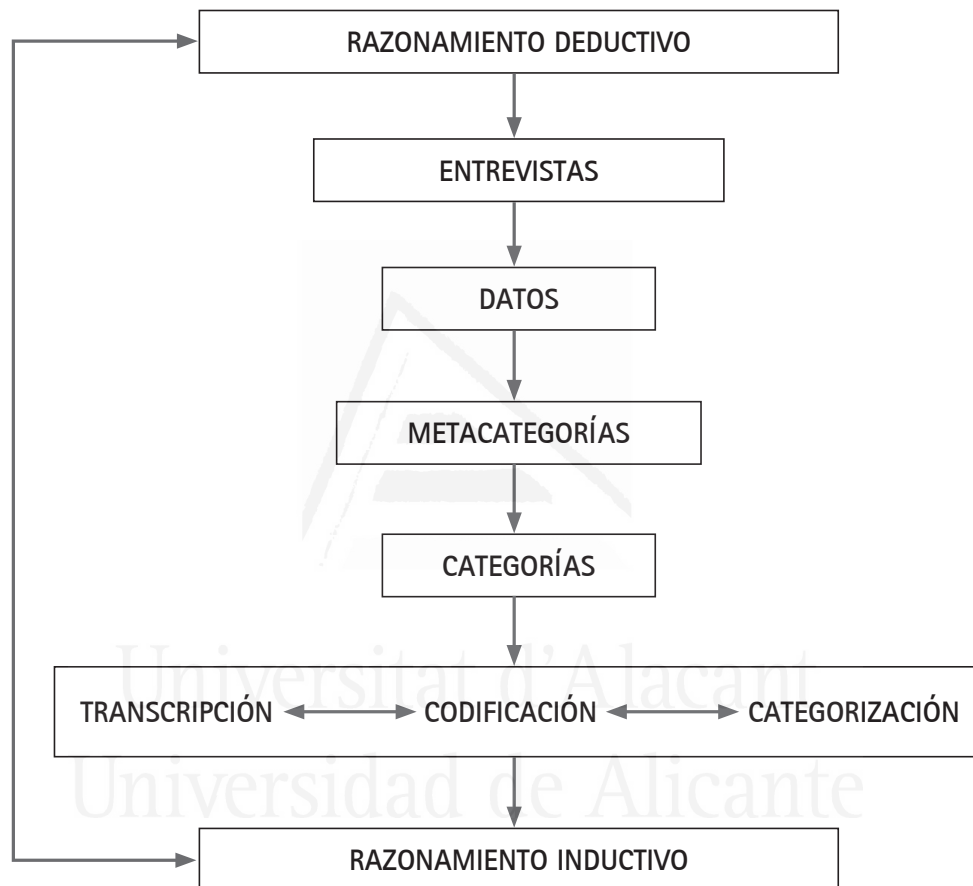 RAZONAMIENTO DEDUCTIVO
ENTREVISTAS
DATOS
METACATEGORÍAS
CATEGORÍAS
Universitat d'Alacant
TRANSCRIPCIÓN CODIFICACIÓN CATEGORIZACIÓN
Universidad de Alicante
RAZONAMIENTO INDUCTIVO